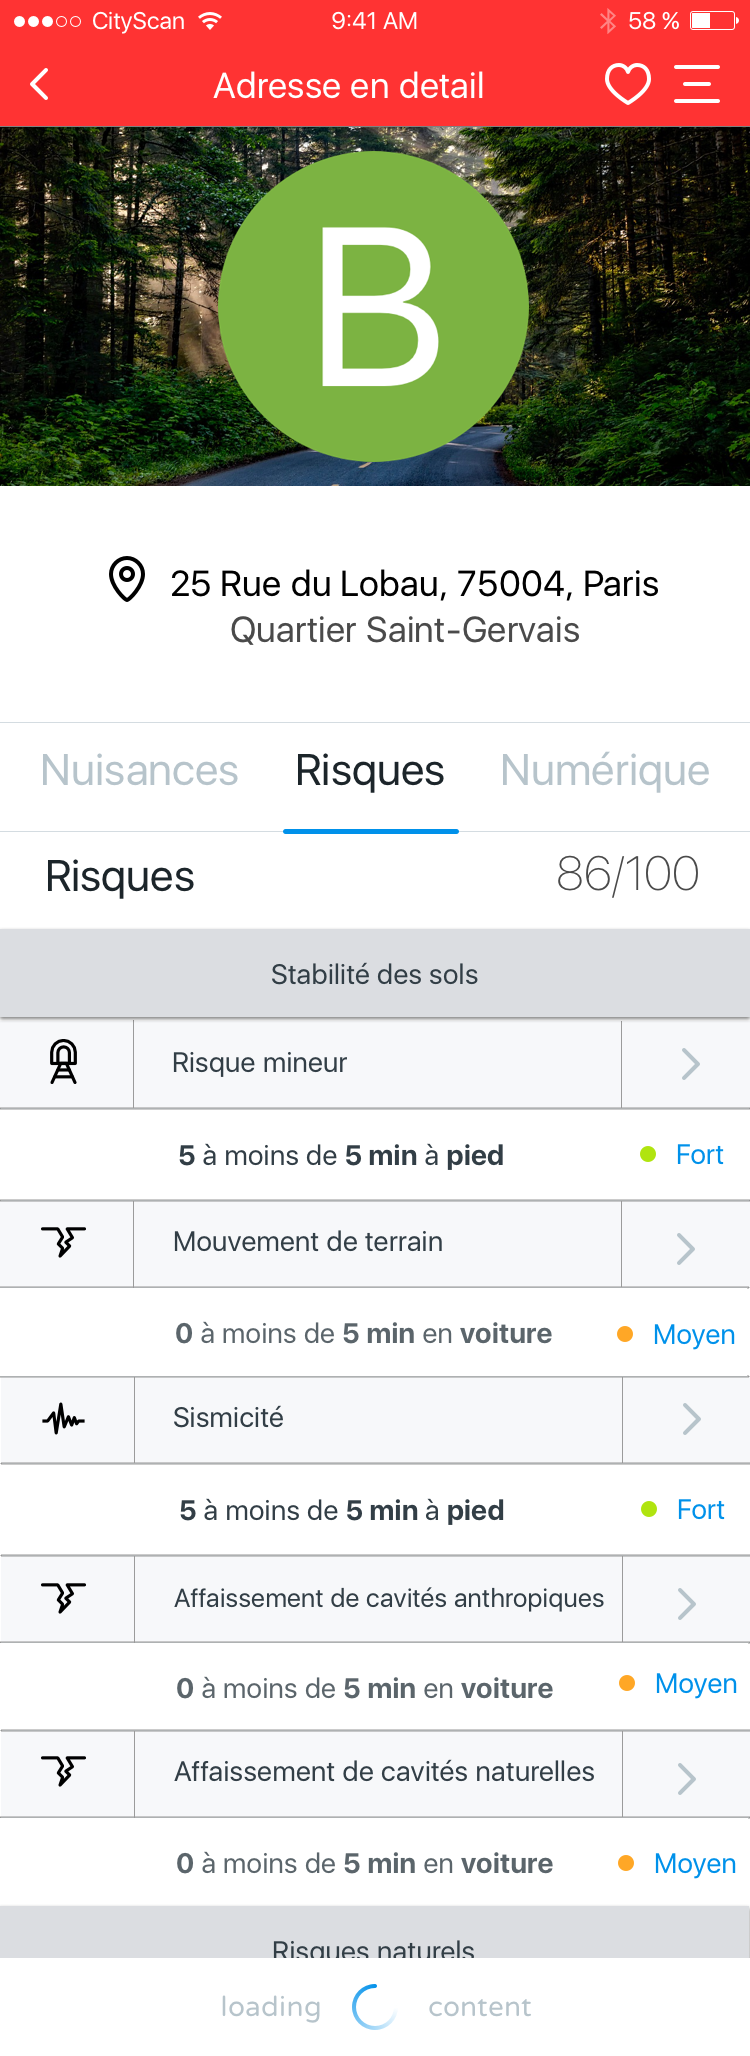 CityScan 9:41 AM 58 %
Adresse en detail
B
25 Rue du Lobau, 75004, Paris
Quartier Saint-Gervais
Nuisances Risques Numérique
Risques 86/100
Stabilité des sols
Risque mineur
5 à moins de 5 min à pied Fort
Mouvement de terrain
0 à moins de 5 min en voiture Moyen
Sismicité
5 à moins de 5 min à pied Fort
Affaissement de cavités anthropiques
0 à moins de 5 min en voiture Moyen
Affaissement de cavités naturelles
0 à moins de 5 min en voiture Moyen
Risques naturels
loading content